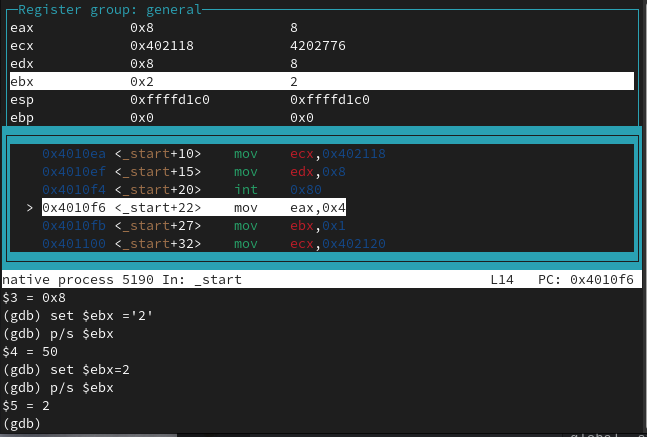 Register group: general
eax 0x8 8
ecx 0x402118 4202776
edx 0x8 8
ebx 0x2 2
esp 0xffffd1c0 0xffffd1c0
ebp 0x0 0x0
0x4010ea <_start+10> mov ecx,0x402118
0x4010ef <_start+15> mov edx,0x8
0x4010f4 <_start+20> int 0x80
> 0x4010f6 <_start+22> mov eax,0x4
0x4010fb <_start+27> mov ebx,0x1
0x401100 <_start+32> mov ecx,0x402120
native process 5190 In: _start L14 PC: 0x4010f6
$3 = 0x8
(gdb) set $ebx ='2'
(gdb) p/s $ebx
$4 = 50
(gdb) set $ebx=2
(gdb) p/s $ebx
$5 = 2
(gdb)